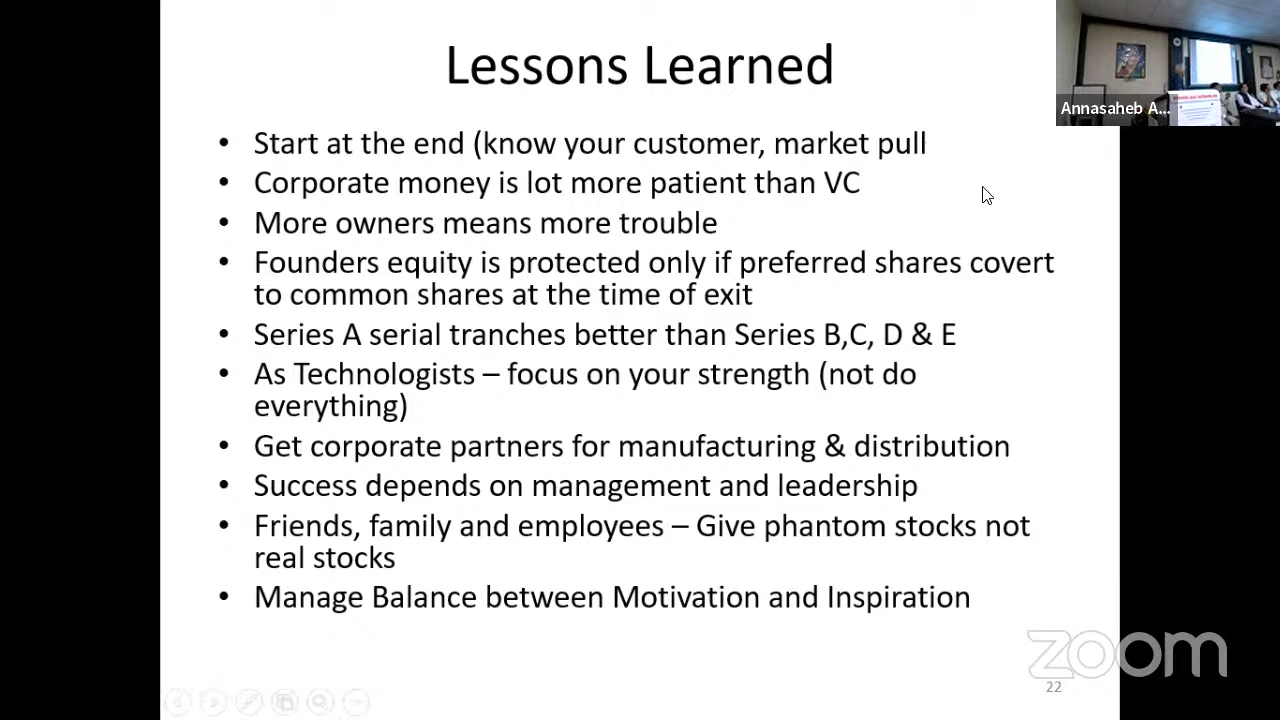 Lessons Learned
• Start at the end (know your customer, market pull
• Corporate money is lot more patient than VC
• More owners means more trouble
• Founders equity is protected only if preferred shares covert
to common shares at the time of exit
• Series A serial tranches better than Series B,C, D & E
• As Technologists – focus on your strength (not do
everything)
• Get corporate partners for manufacturing & distribution
• Success depends on management and leadership
• Friends, family and employees – Give phantom stocks not
real stocks
• Manage Balance between Motivation and Inspiration
Annasaheb A...
zoom
22